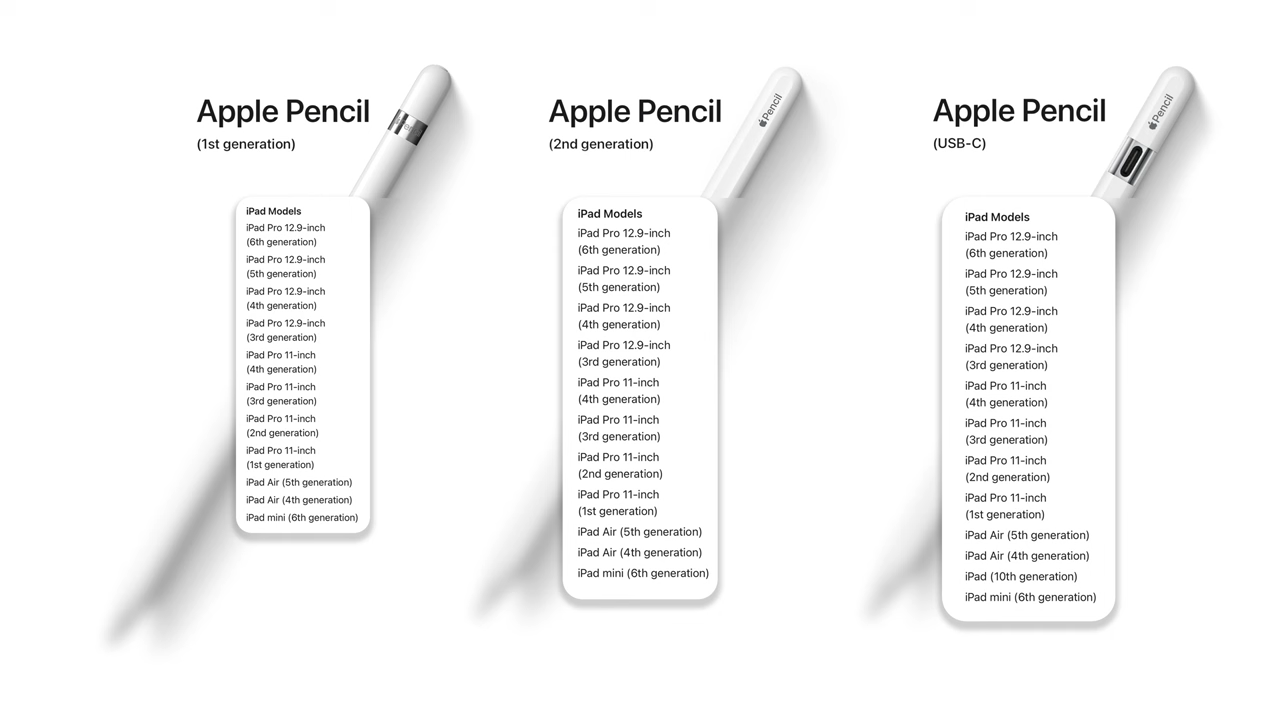 Apple Pencil
(1st generation)
iPad Models
iPad Pro 12.9-inch
(6th generation)
iPad Pro 12.9-inch
(5th generation)
iPad Pro 12.9-inch
(4th generation)
iPad Pro 12.9-inch
(3rd generation)
iPad Pro 11-inch
(4th generation)
iPad Pro 11-inch
(3rd generation)
iPad Pro 11-inch
(2nd generation)
iPad Pro 11-inch
(1st generation)
iPad Air (5th generation)
iPad Air (4th generation)
iPad mini (6th generation)
Apple Pencil
(2nd generation)
Pencil
iPad Models
iPad Pro 12.9-inch
(6th generation)
iPad Pro 12.9-inch
(5th generation)
iPad Pro 12.9-inch
(4th generation)
iPad Pro 12.9-inch
(3rd generation)
iPad Pro 11-inch
(4th generation)
iPad Pro 11-inch
(3rd generation)
iPad Pro 11-inch
(2nd generation)
iPad Pro 11-inch
(1st generation)
iPad Air (5th generation)
iPad Air (4th generation)
iPad mini (6th generation)
Apple Pencil
(USB-C)
Pencil
iPad Models
iPad Pro 12.9-inch
(6th generation)
iPad Pro 12.9-inch
(5th generation)
iPad Pro 12.9-inch
(4th generation)
iPad Pro 12.9-inch
(3rd generation)
iPad Pro 11-inch
(4th generation)
iPad Pro 11-inch
(3rd generation)
iPad Pro 11-inch
(2nd generation)
iPad Pro 11-inch
(1st generation)
iPad Air (5th generation)
iPad Air (4th generation)
iPad (10th generation)
iPad mini (6th generation)